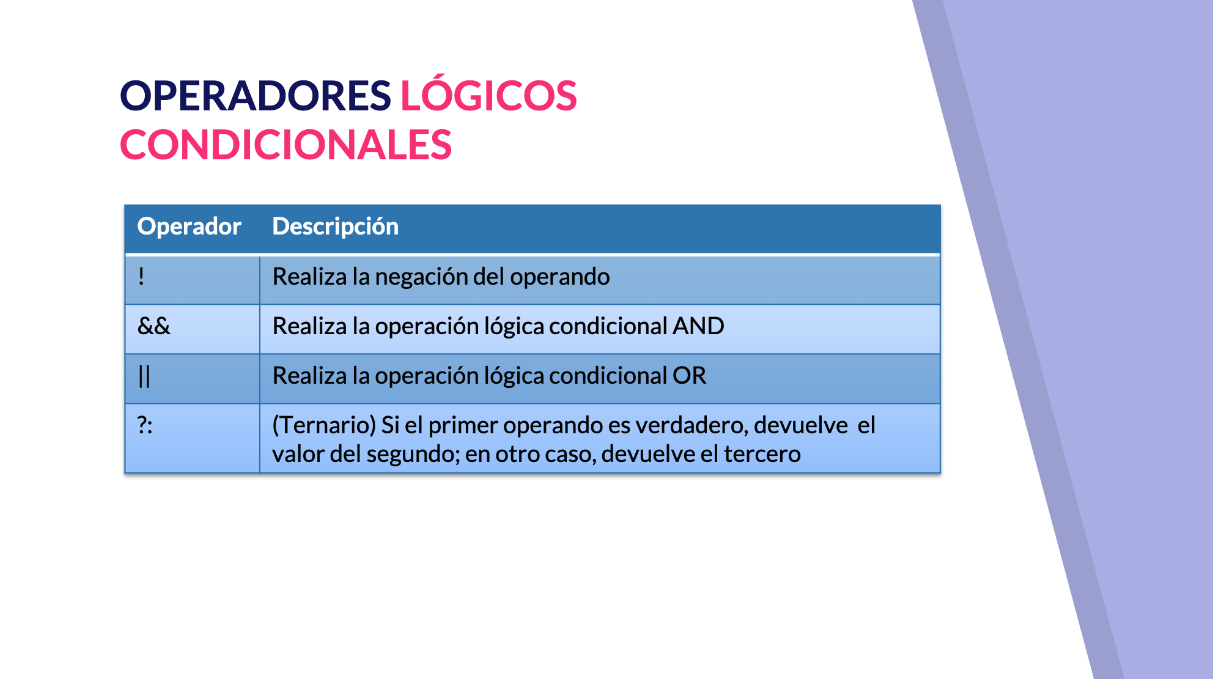 OPERADORES LÓGICOS
CONDICIONALES
Operador Descripción
! Realiza la negación del operando
&& Realiza la operación lógica condicional AND
|| Realiza la operación lógica condicional OR
?: (Ternario) Si el primer operando es verdadero, devuelve el
valor del segundo; en otro caso, devuelve el tercero